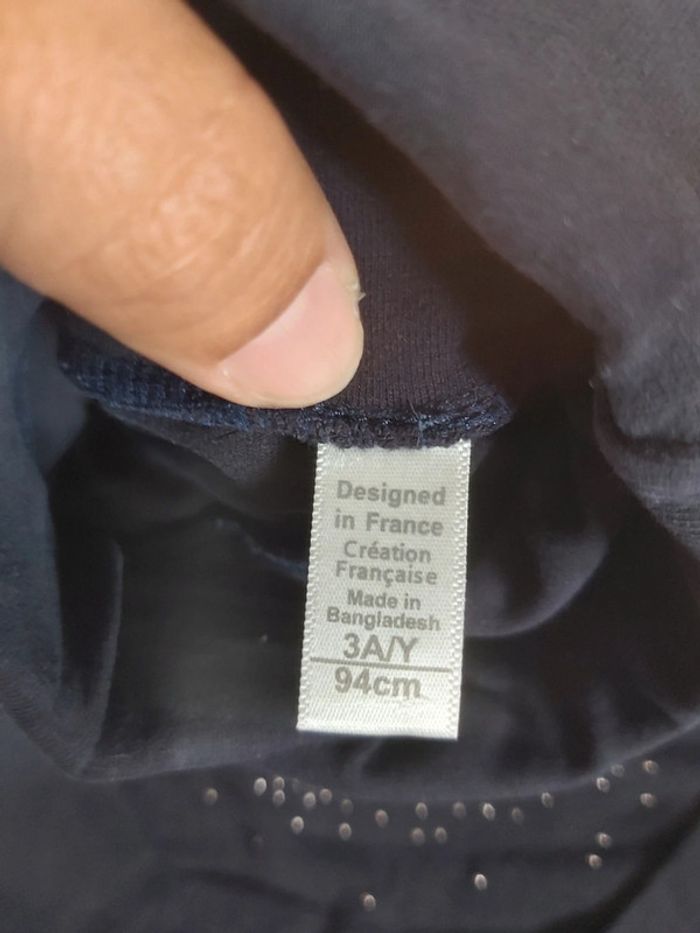 Designed
in France
Création
Française
Made in
Bangladesh
3A/Y
94cm